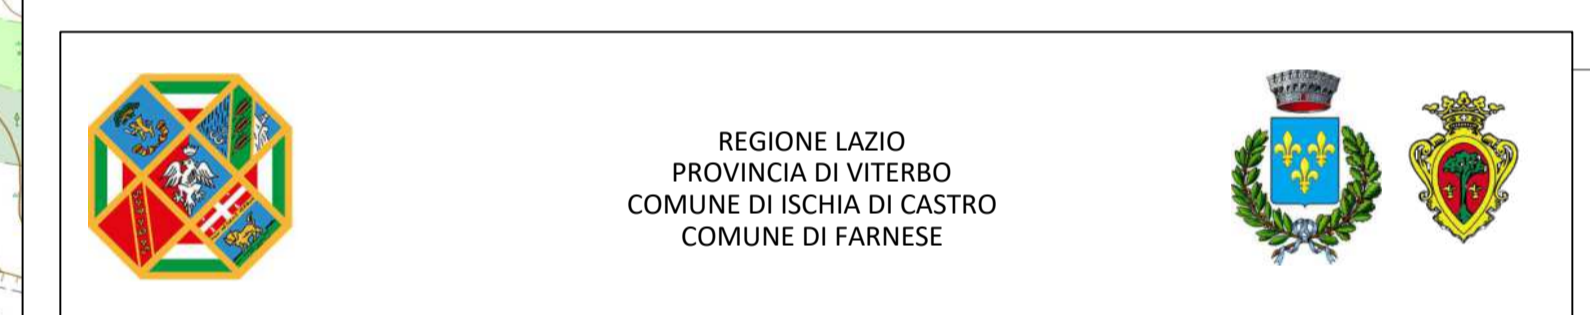 REGIONE LAZIO
PROVINCIA DI VITERBO
COMUNE DI ISCHIA DI CASTRO
COMUNE DI FARNESE